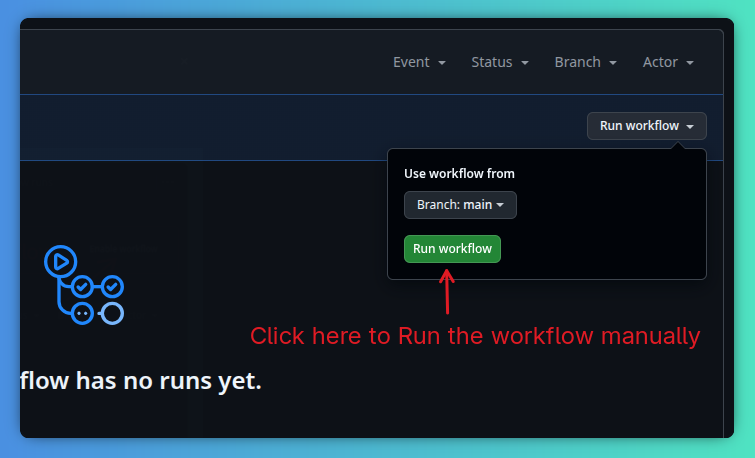 Event Status Branch Actor
Run workflow
Use workflow from
Branch: main
Run workflow
Click here to Run the workflow manually
flow has no runs yet.